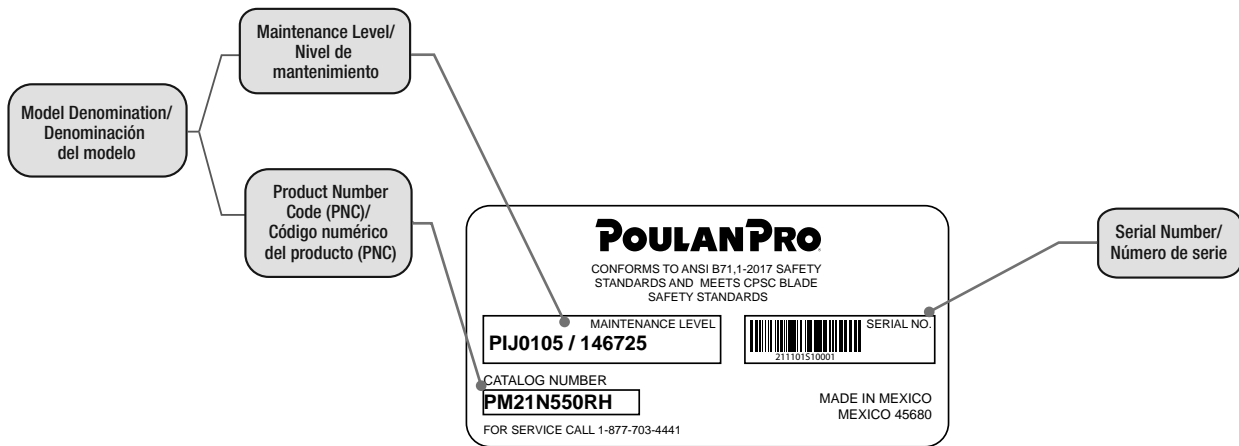 Maintenance Level/
Nivel de
mantenimiento
Model Denomination/
Denominación
del modelo
Product Number
Code (PNC)/
Código numérico
del producto (PNC)
Serial Number/
Número de serie
POULANPRO
CONFORMS TO ANSI B71,1-2017 SAFETY
STANDARDS AND MEETS CPSC BLADE
SAFETY STANDARDS
MAINTENANCE LEVEL
PIJ0105 / 146725
SERIAL NO.
211101S10001
CATALOG NUMBER
PM21N550RH
MADE IN MEXICO
MEXICO 45680
FOR SERVICE CALL 1-877-703-4441